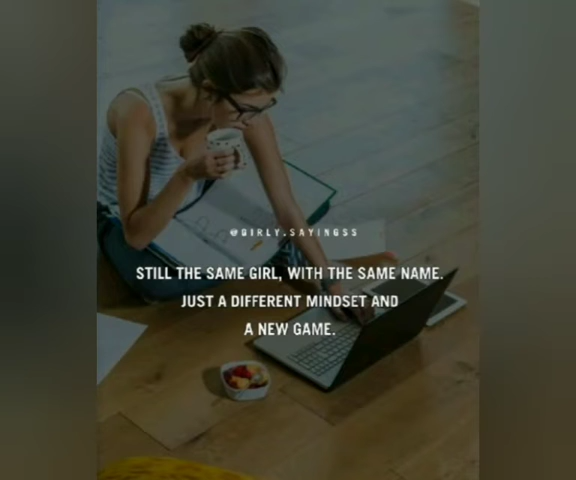 @GIRLY.SAYINGSS
STILL THE SAME GIRL, WITH THE SAME NAME.
JUST A DIFFERENT MINDSET AND
A NEW GAME.